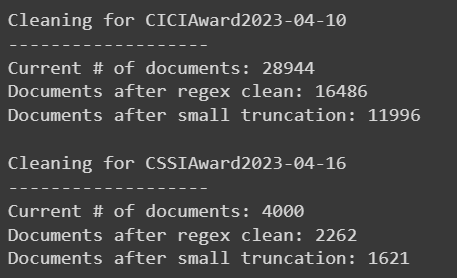 Cleaning for CICIAward2023-04-10
-------------------
Current # of documents: 28944
Documents after regex clean: 16486
Documents after small truncation: 11996
Cleaning for CSSIAward2023-04-16
-------------------
Current # of documents: 4000
Documents after regex clean: 2262
Documents after small truncation: 1621